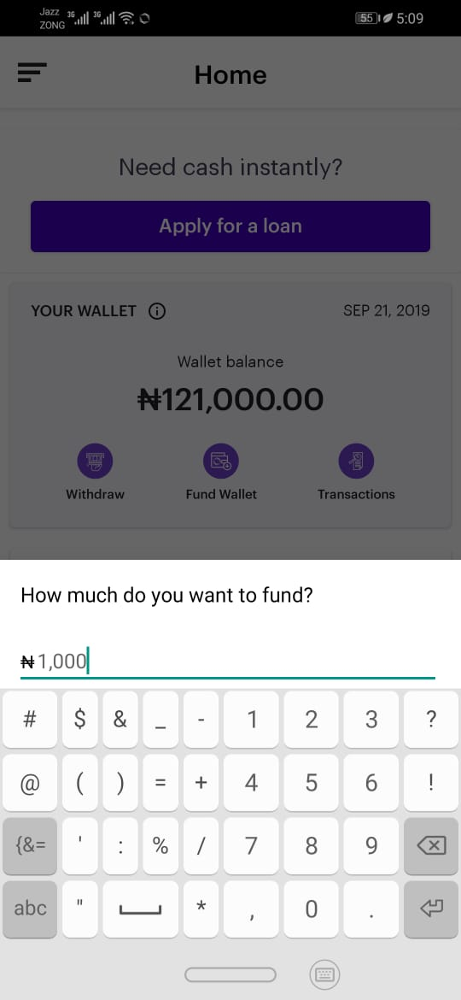 Jazz 3G 3G 55 5:09
ZONG
Home
Need cash instantly?
Apply for a loan
YOUR WALLET SEP 21, 2019
Wallet balance
₦121,000.00
Withdraw Fund Wallet Transactions
How much do you want to fund?
₦ 1,000
# $ & _ - 1 2 3 ?
@ ( ) = + 4 5 6 !
{&= ' : % / 7 8 9
abc " * , 0 .